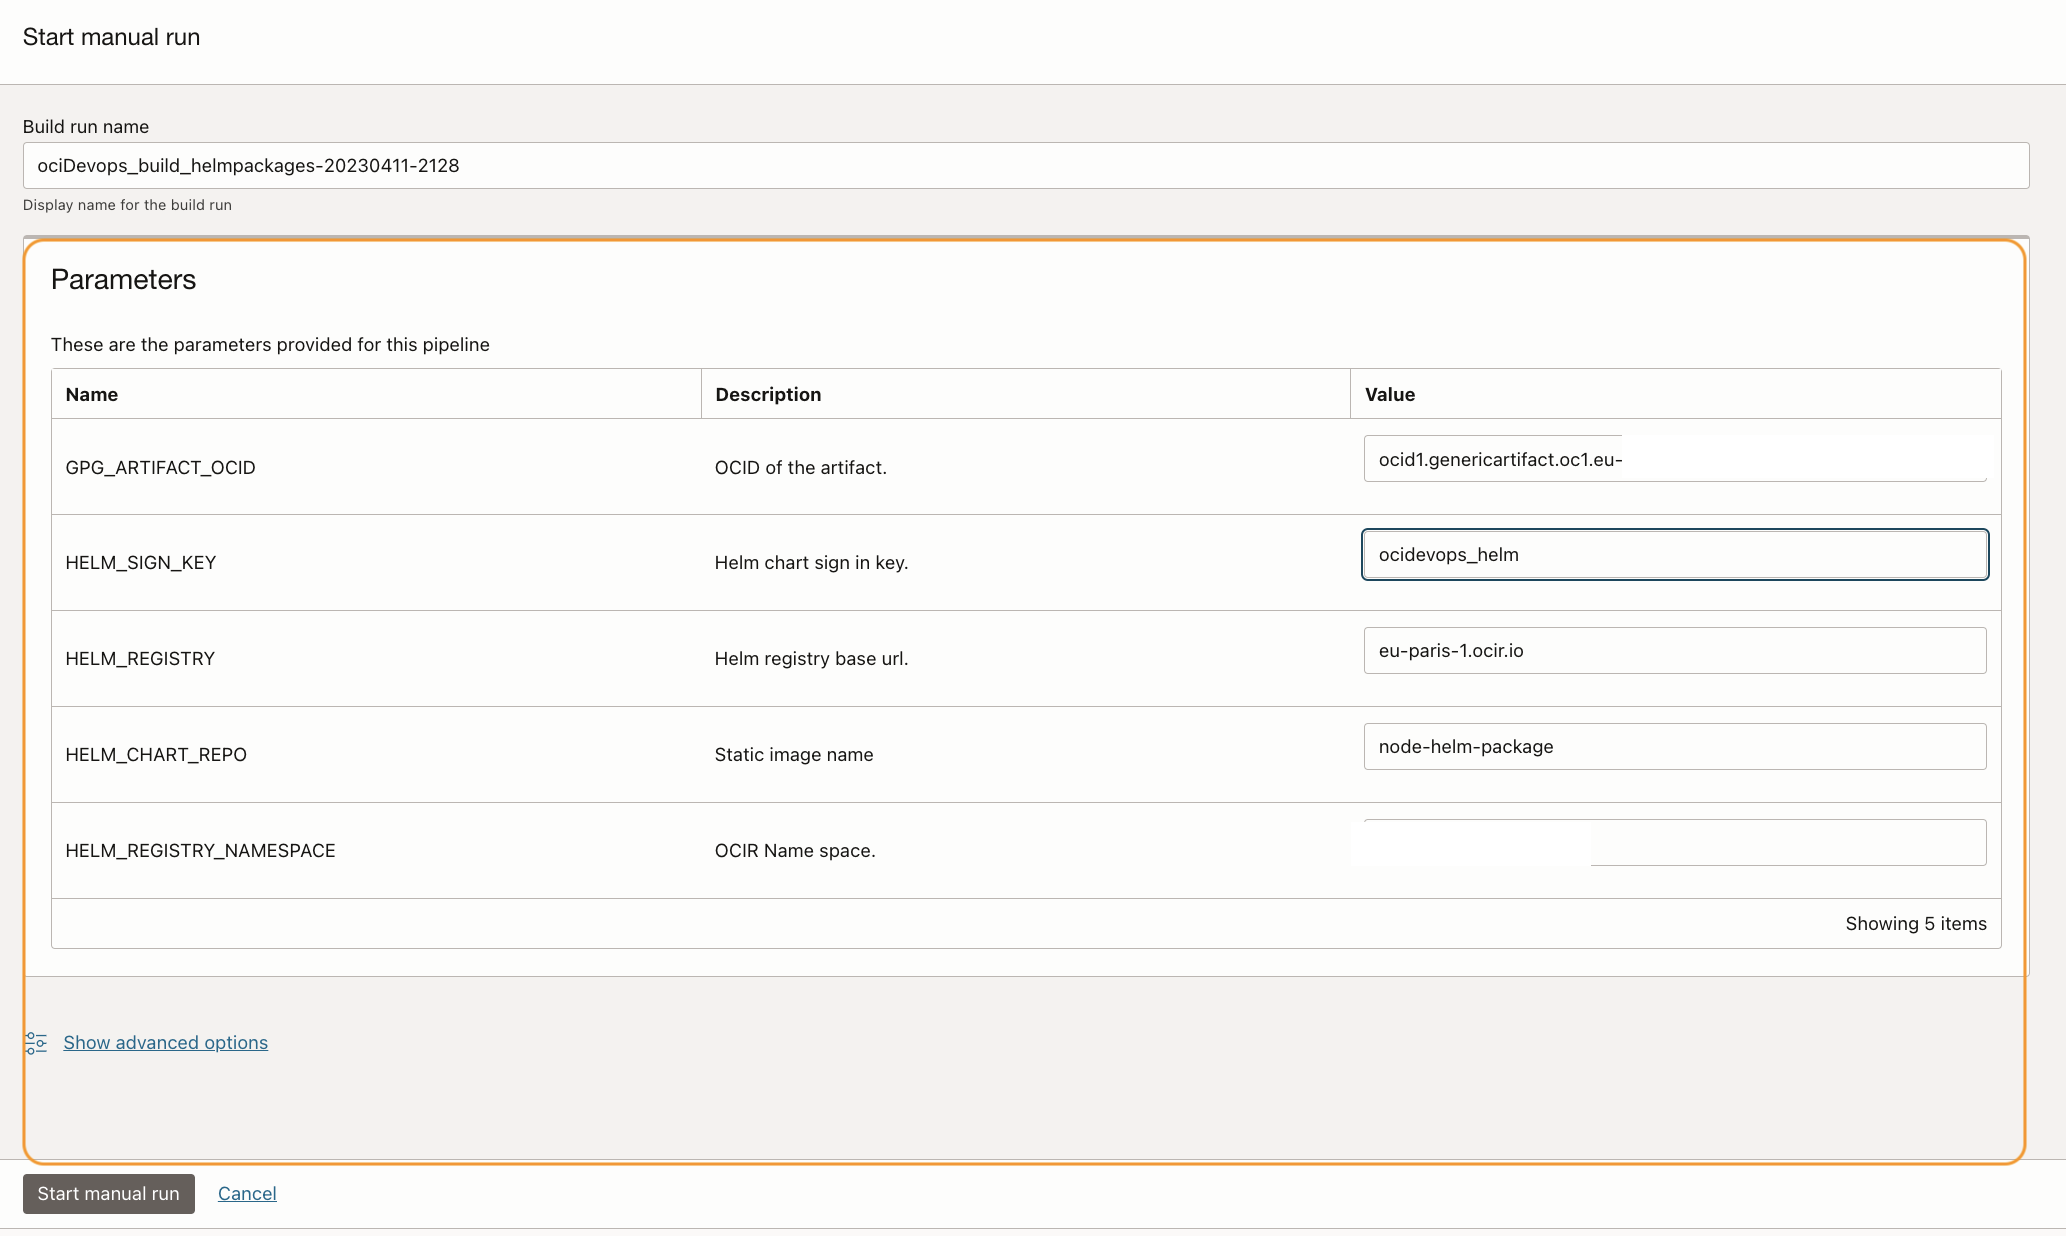 Start manual run
Build run name
ociDevops_build_helmpackages-20230411-2128
Display name for the build run
Parameters
These are the parameters provided for this pipeline
Name Description Value
GPG_ARTIFACT_OCID OCID of the artifact. ocid1.genericartifact.oc1.eu-
HELM_SIGN_KEY Helm chart sign in key. ocidevops_helm
HELM_REGISTRY Helm registry base url. eu-paris-1.ocir.io
HELM_CHART_REPO Static image name node-helm-package
HELM_REGISTRY_NAMESPACE OCIR Name space.
Showing 5 items
Show advanced options
Start manual run Cancel